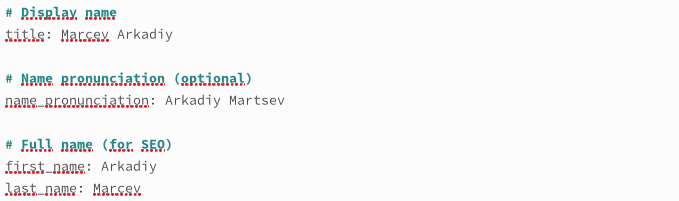 # Display name
title: Marcev Arkadiy
# Name pronunciation (optional)
name_pronunciation: Arkadiy Martsev
# Full name (for SEO)
first_name: Arkadiy
last_name: Marcev